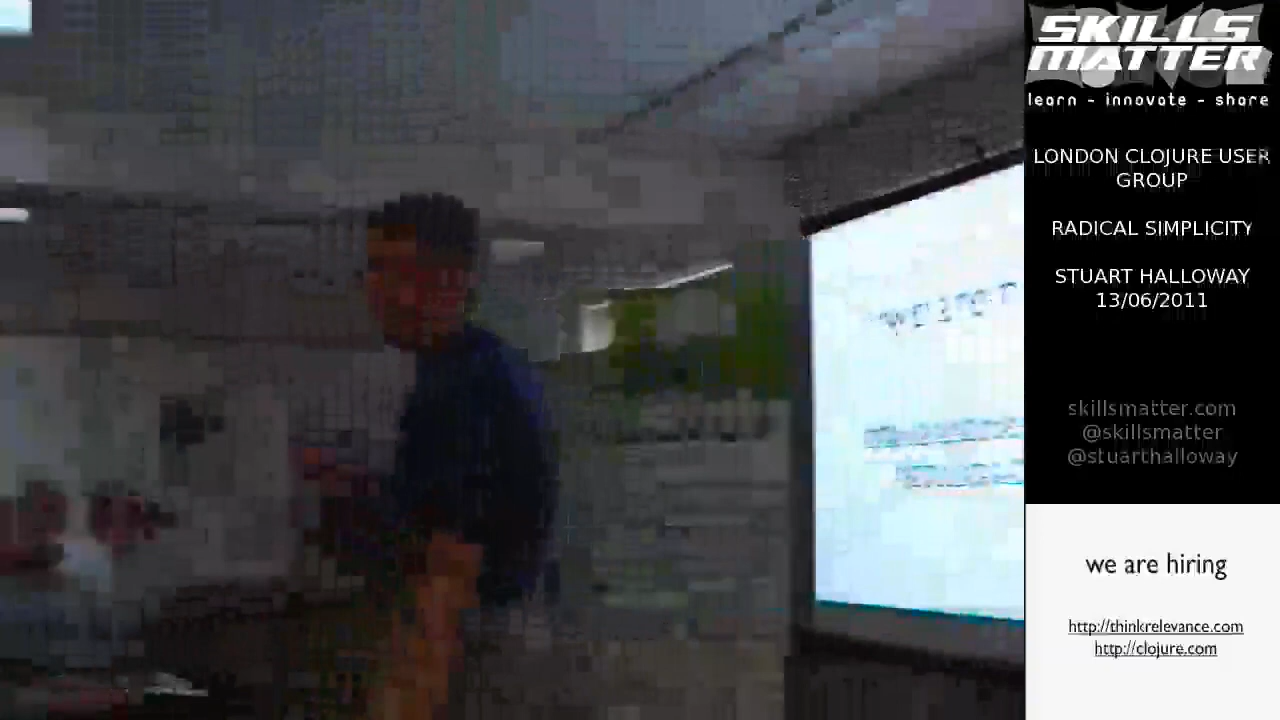 SKILLS
MATTER
learn - innovate - share
LONDON CLOJURE USER
GROUP
RADICAL SIMPLICITY
STUART HALLOWAY
13/06/2011
skillsmatter.com
@skillsmatter
@stuarthalloway
we are hiring
http://thinkrelevance.com
http://clojure.com